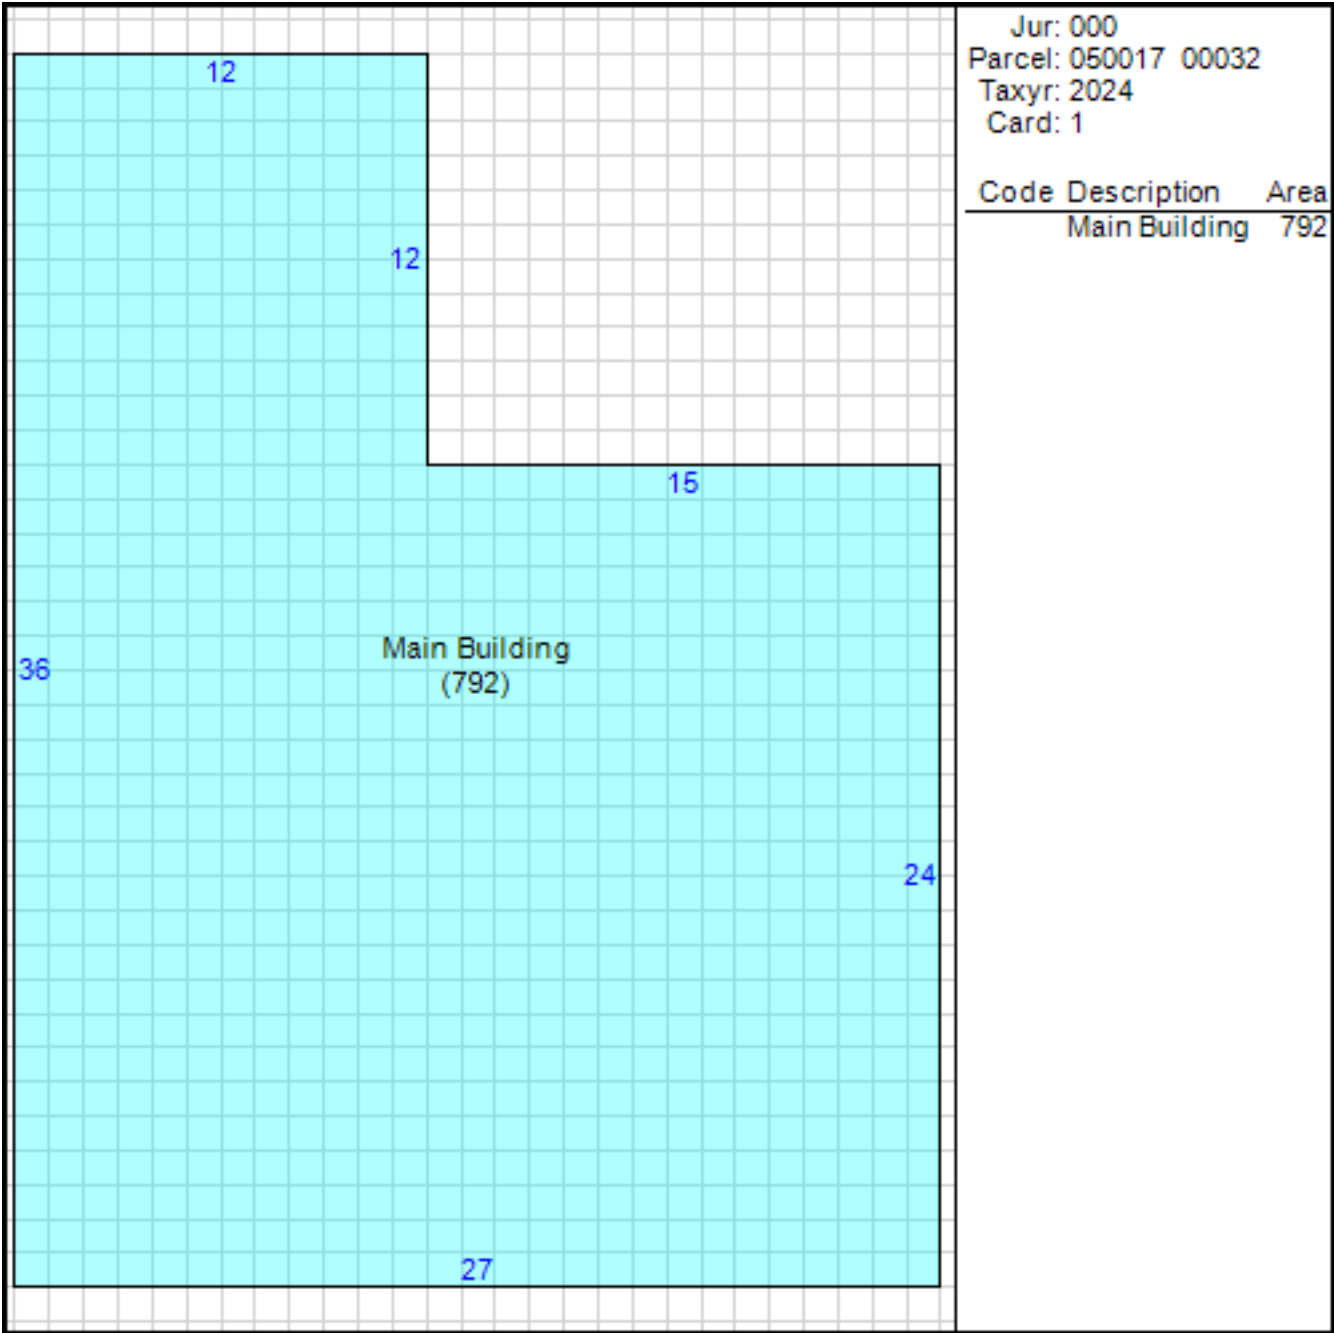 Jur: 000
Parcel: 050017 00032
Taxyr: 2024
Card: 1
Code Description Area
Main Building 792
12
12
15
Main Building
(792)
36
24
27